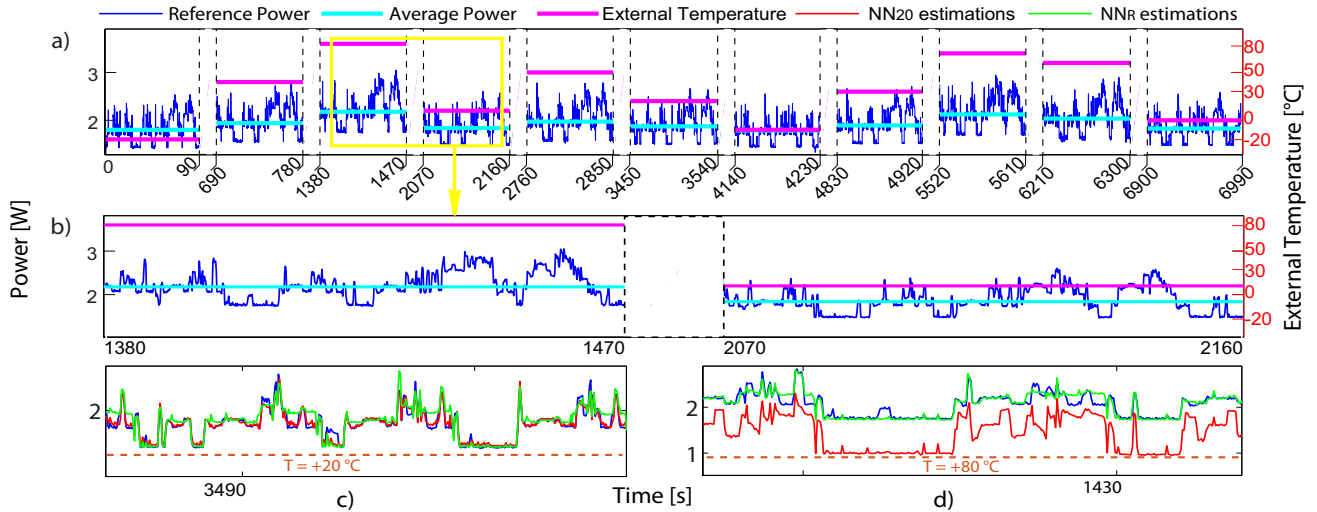 Reference Power Average Power External Temperature NN20 estimations NNR estimations
a)
3
2
80
50
30
0
-20
0 90 690 780 1380 1470 2070 2160 2760 2850 3450 3540 4140 4230 4830 4920 5520 5610 6210 6300 6900 6990
Power [W]
External Temperature [°C]
b)
3
2
80
50
30
0
-20
1380 1470 2070 2160
2
T = +20 °C
3490
c)
Time [s]
2
1
T = +80 °C
1430
d)